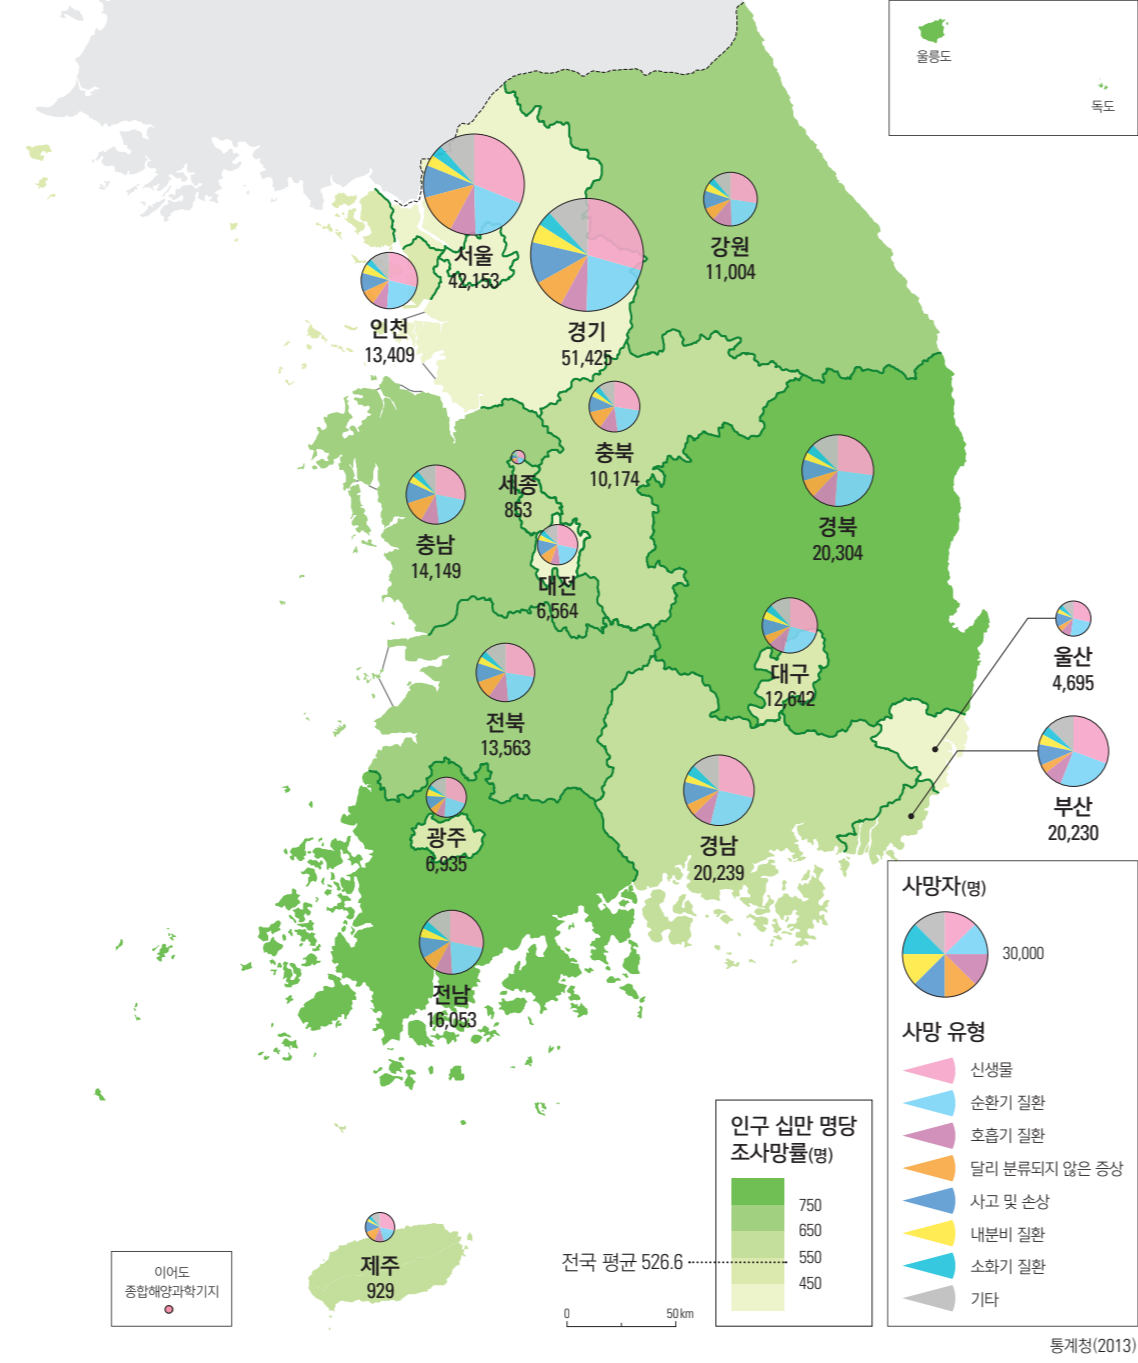 울릉도
독도
서울
42,153
강원
11,004
인천
13,409
경기
51,425
충북
10,174
세종
853
충남
14,149
대전
6,564
경북
20,304
대구
12,642
울산
4,695
전북
13,563
부산
20,230
광주
6,935
경남
20,239
전남
16,053
제주
929
이어도
종합해양과학기지
사망자(명)
30,000
사망 유형
신생물
순환기 질환
호흡기 질환
달리 분류되지 않은 증상
사고 및 손상
내분비 질환
소화기 질환
기타
인구 십만 명당
조사망률(명)
750
650
550
전국 평균 526.6
450
0 50km
통계청(2013)